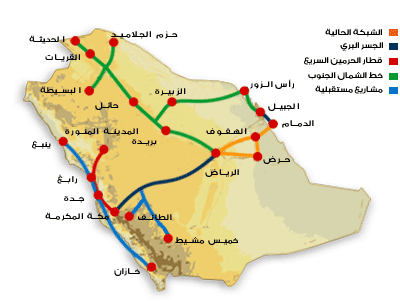 الشبكة الحالية
الجسر البري
قطار الحرمين السريع
خط الشمال الجنوب
مشاريع مستقبلية
حزم الجلاميد
الحديثة
القريات
البسيطة
حائل
الزبيرة
رأس الزور
الجبيل
الدمام
الهفوف
حرض
المدينة المنورة
بريدة
ينبع
الرياض
رابغ
جدة
مكة المكرمة
الطائف
خميس مشيط
جازان